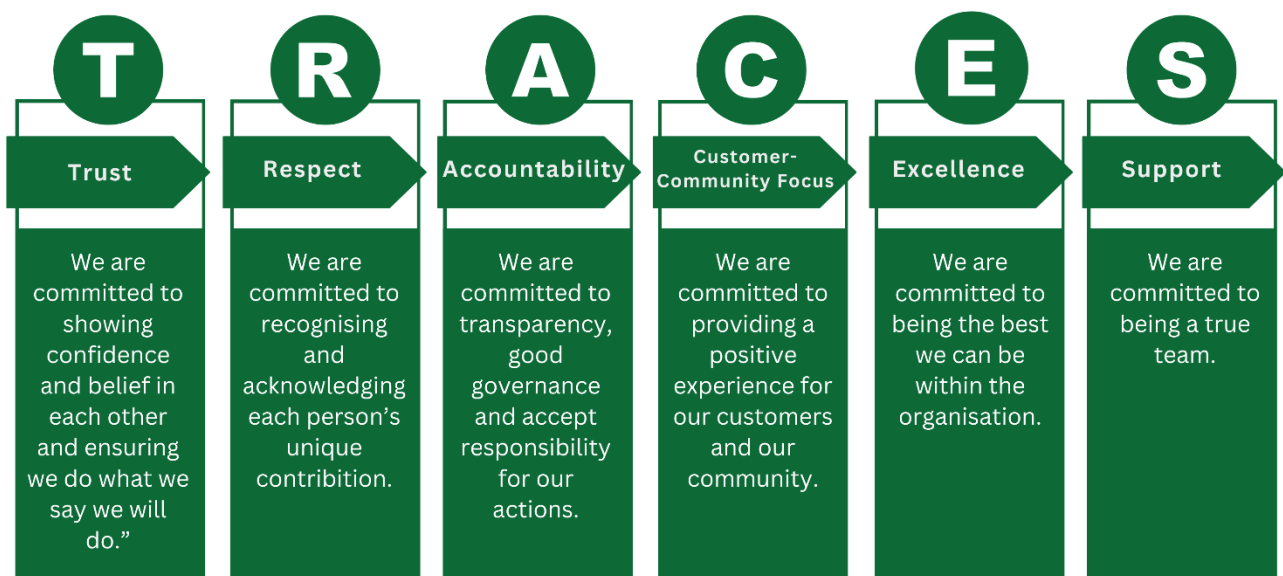 T
Trust
We are
committed to
showing
confidence
and belief in
each other
and ensuring
we do what we
say we will
do.”
R
Respect
We are
committed to
recognising
and
acknowledging
each person’s
unique
contribition.
A
Accountability
We are
committed to
transparency,
good
governance
and accept
responsibility
for our
actions.
C
Customer-
Community Focus
We are
committed to
providing a
positive
experience for
our customers
and our
community.
E
Excellence
We are
committed to
being the best
we can be
within the
organisation.
S
Support
We are
committed to
being a true
team.